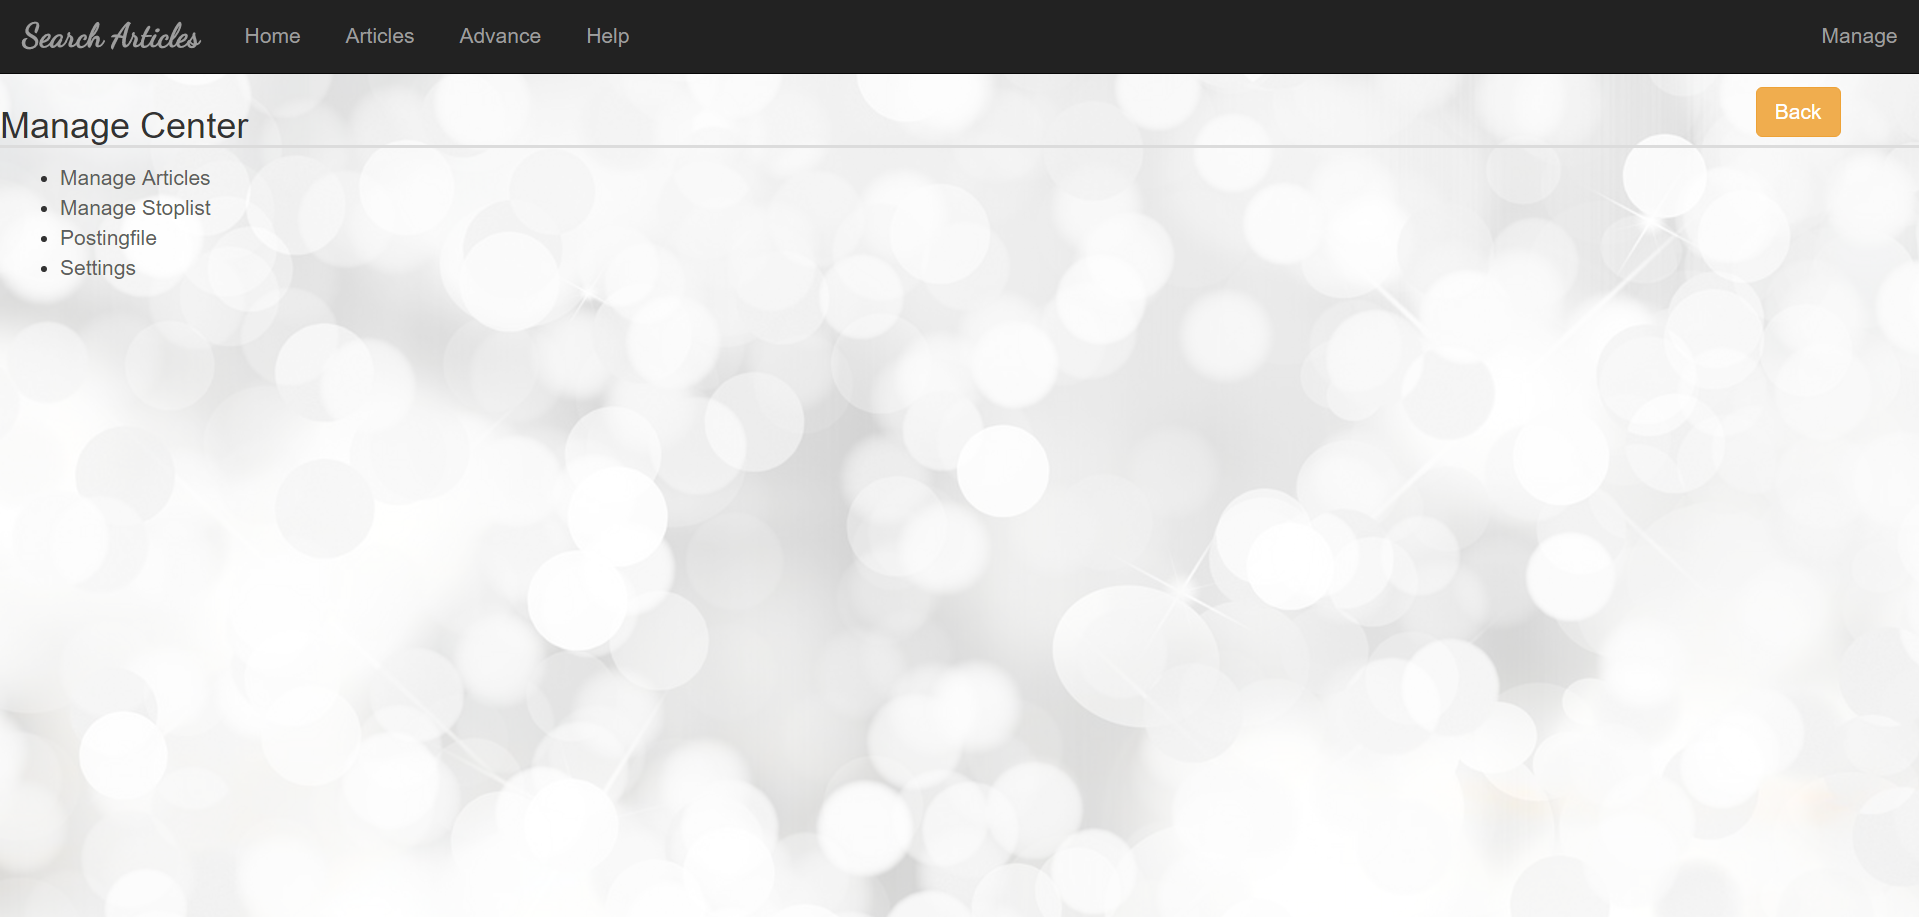 Search Articles Home Articles Advance Help Manage
Back
Manage Center
Manage Articles
Manage Stoplist
Postingfile
Settings